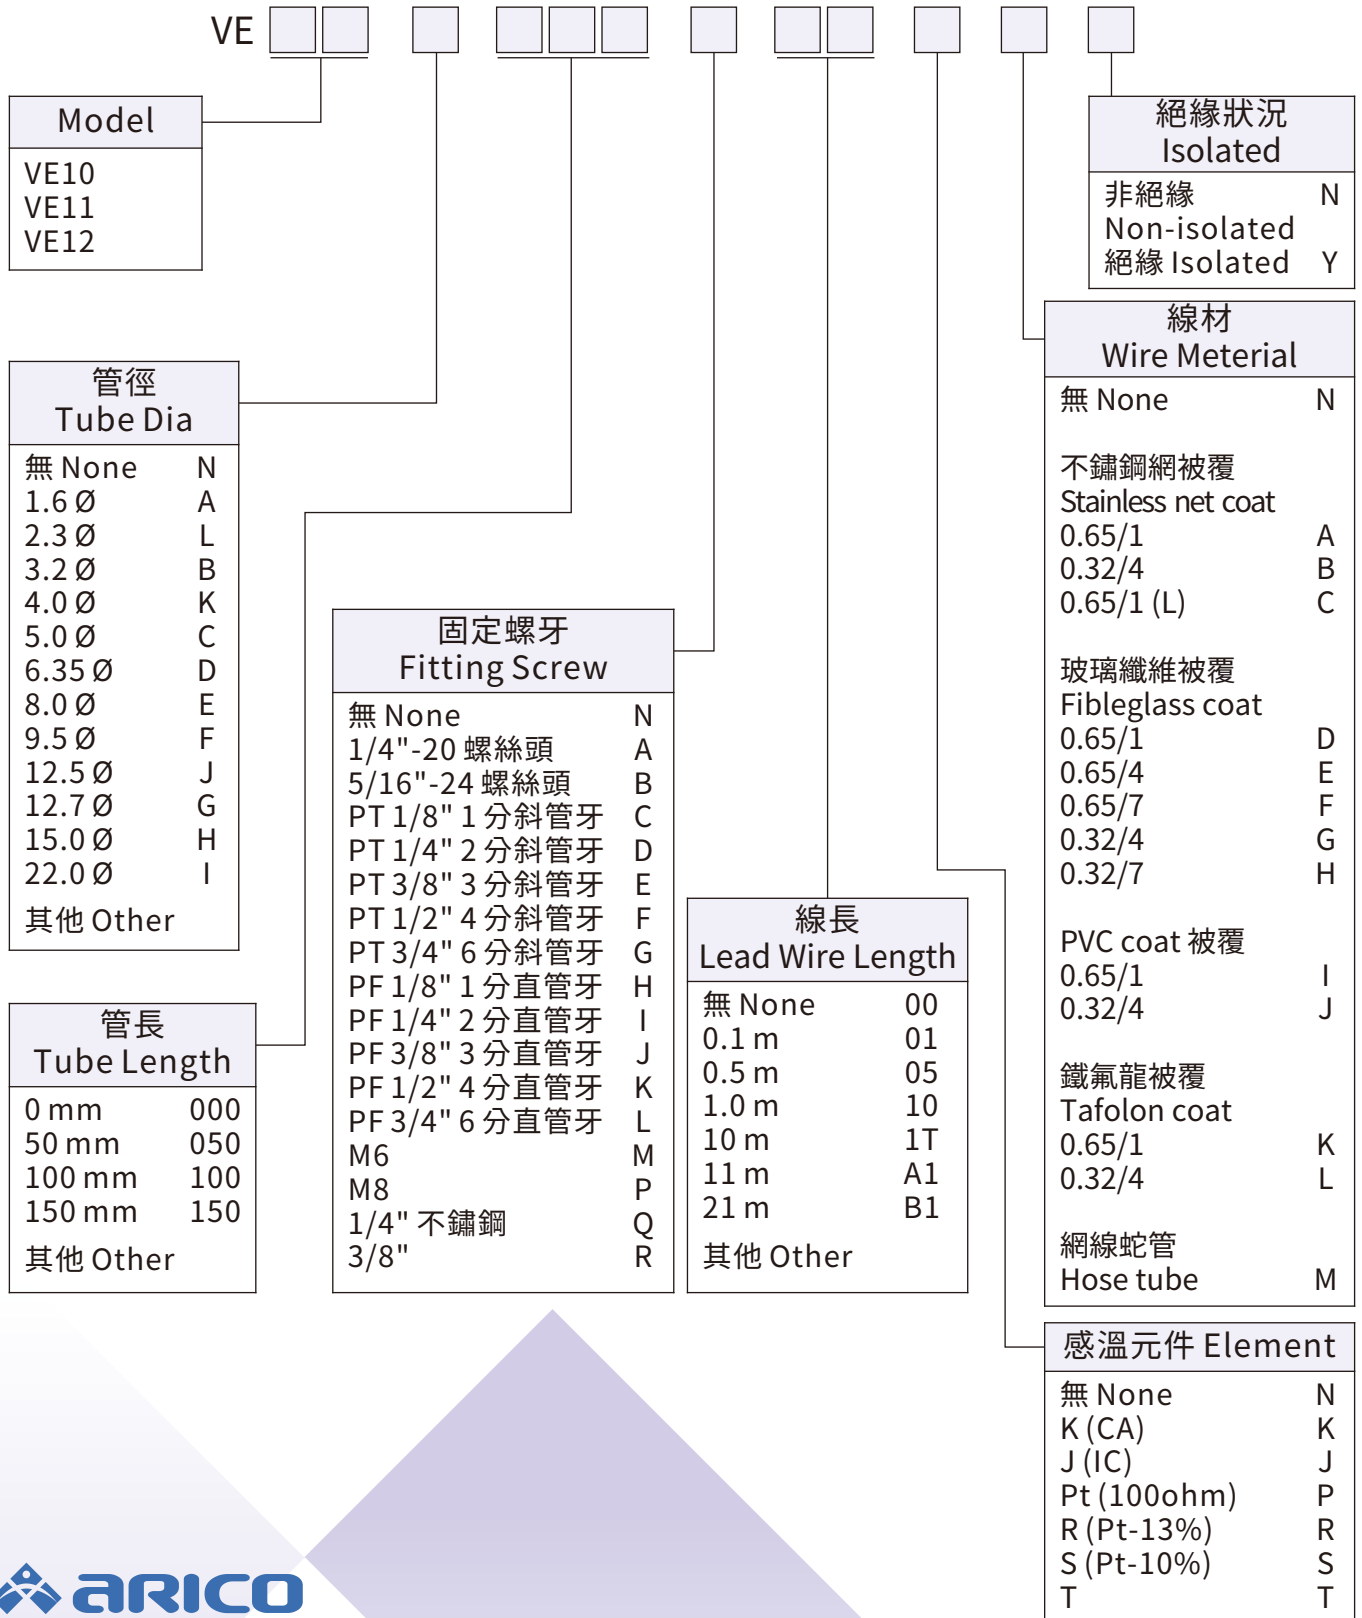 VE
Model
VE10
VE11
VE12
管徑
Tube Dia
無 None N
1.6 Ø A
2.3 Ø L
3.2 Ø B
4.0 Ø K
5.0 Ø C
6.35 Ø D
8.0 Ø E
9.5 Ø F
12.5 Ø J
12.7 Ø G
15.0 Ø H
22.0 Ø I
其他 Other
管長
Tube Length
0 mm 000
50 mm 050
100 mm 100
150 mm 150
其他 Other
固定螺牙
Fitting Screw
無 None N
1/4"-20 螺絲頭 A
5/16"-24 螺絲頭 B
PT 1/8" 1 分斜管牙 C
PT 1/4" 2 分斜管牙 D
PT 3/8" 3 分斜管牙 E
PT 1/2" 4 分斜管牙 F
PT 3/4" 6 分斜管牙 G
PF 1/8" 1 分直管牙 H
PF 1/4" 2 分直管牙 I
PF 3/8" 3 分直管牙 J
PF 1/2" 4 分直管牙 K
PF 3/4" 6 分直管牙 L
M6 M
M8 P
1/4" 不鏽鋼 Q
3/8" R
線長
Lead Wire Length
無 None 00
0.1 m 01
0.5 m 05
1.0 m 10
10 m 1T
11 m A1
21 m B1
其他 Other
絕緣狀況
Isolated
非絕緣 N
Non-isolated
絕緣 Isolated Y
線材
Wire Meterial
無 None N
不鏽鋼網被覆
Stainless net coat
0.65/1 A
0.32/4 B
0.65/1 (L) C
玻璃纖維被覆
Fibleglass coat
0.65/1 D
0.65/4 E
0.65/7 F
0.32/4 G
0.32/7 H
PVC coat 被覆
0.65/1 I
0.32/4 J
鐵氟龍被覆
Tafolon coat
0.65/1 K
0.32/4 L
網線蛇管
Hose tube M
感溫元件 Element
無 None N
K (CA) K
J (IC) J
Pt (100ohm) P
R (Pt-13%) R
S (Pt-10%) S
T T
ARICO